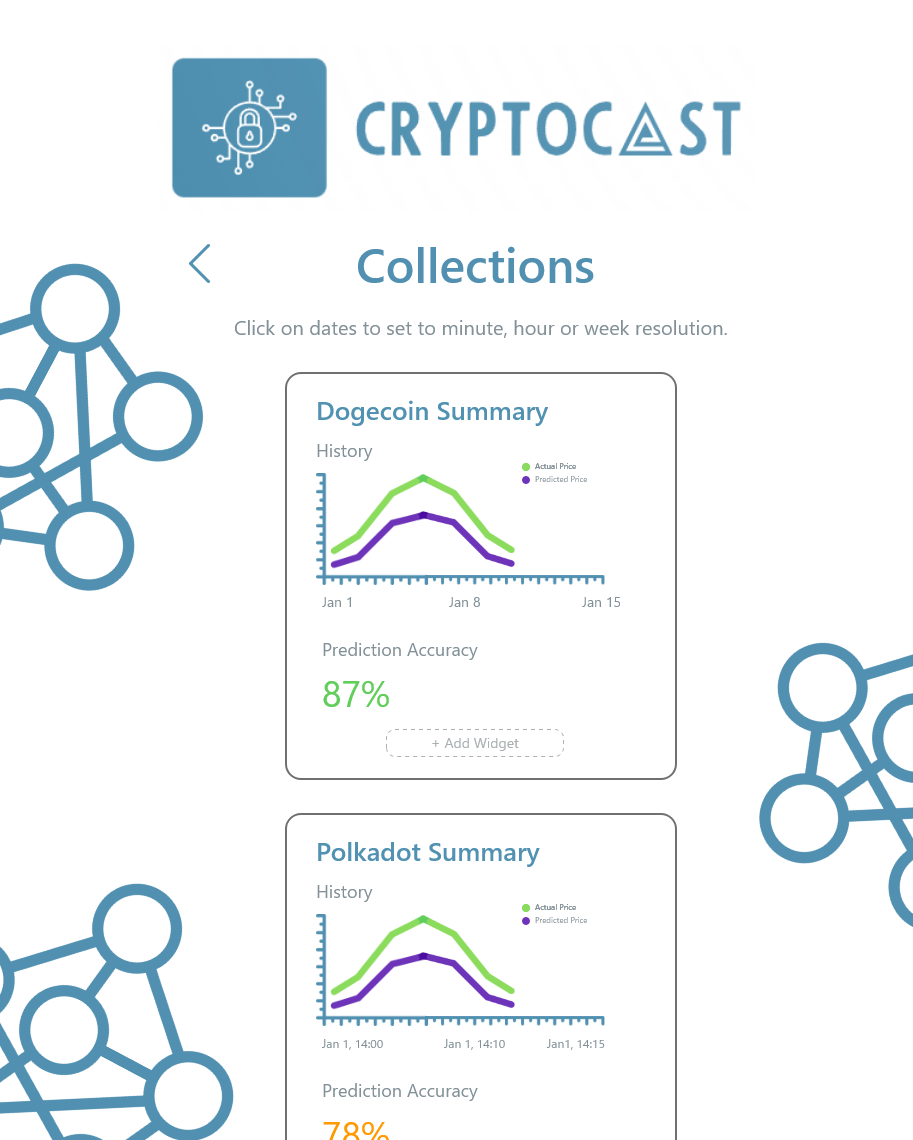 CRYPTOCAST
Collections
Click on dates to set to minute, hour or week resolution.
Dogecoin Summary
History
Actual Price
Predicted Price
Jan 1 Jan 8 Jan 15
Prediction Accuracy
87%
+ Add Widget
Polkadot Summary
History
Actual Price
Predicted Price
Jan 1, 14:00 Jan 1, 14:10 Jan1, 14:15
Prediction Accuracy
78%